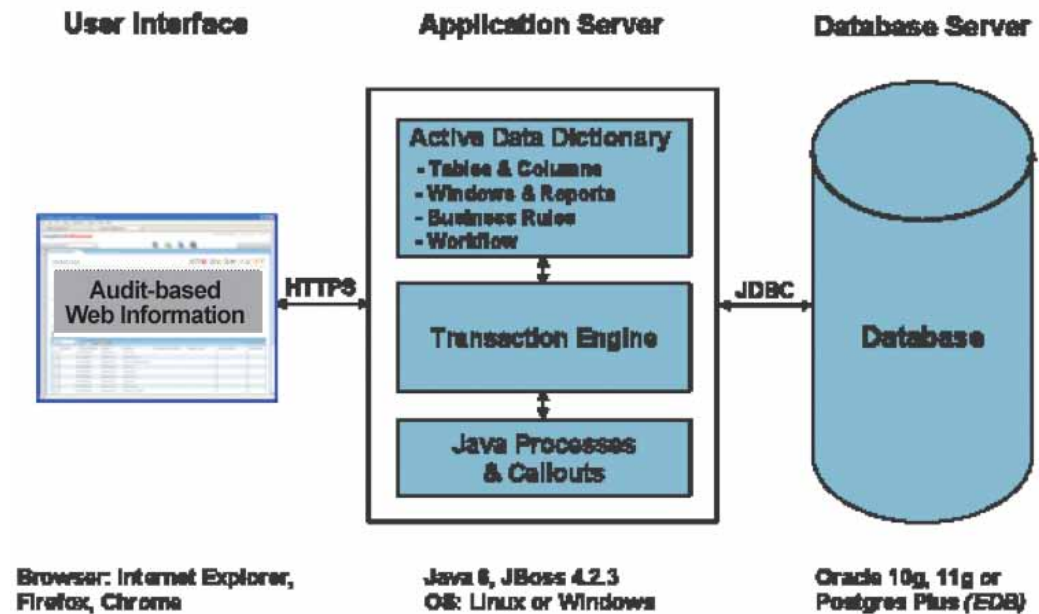 User Interface
Application Server
Database Server
Active Data Dictionary
- Tables & Columns
- Windows & Reports
- Business Rules
- Workflow
Audit-based
Web Information
HTTPS
JDBC
Transaction Engine
Database
Java Processes
& Callouts
Browser: Internet Explorer,
Firefox, Chrome
Java 6, JBoss 4.2.3
OS: Linux or Windows
Oracle 10g, 11g or
Postgres Plus (EDB)